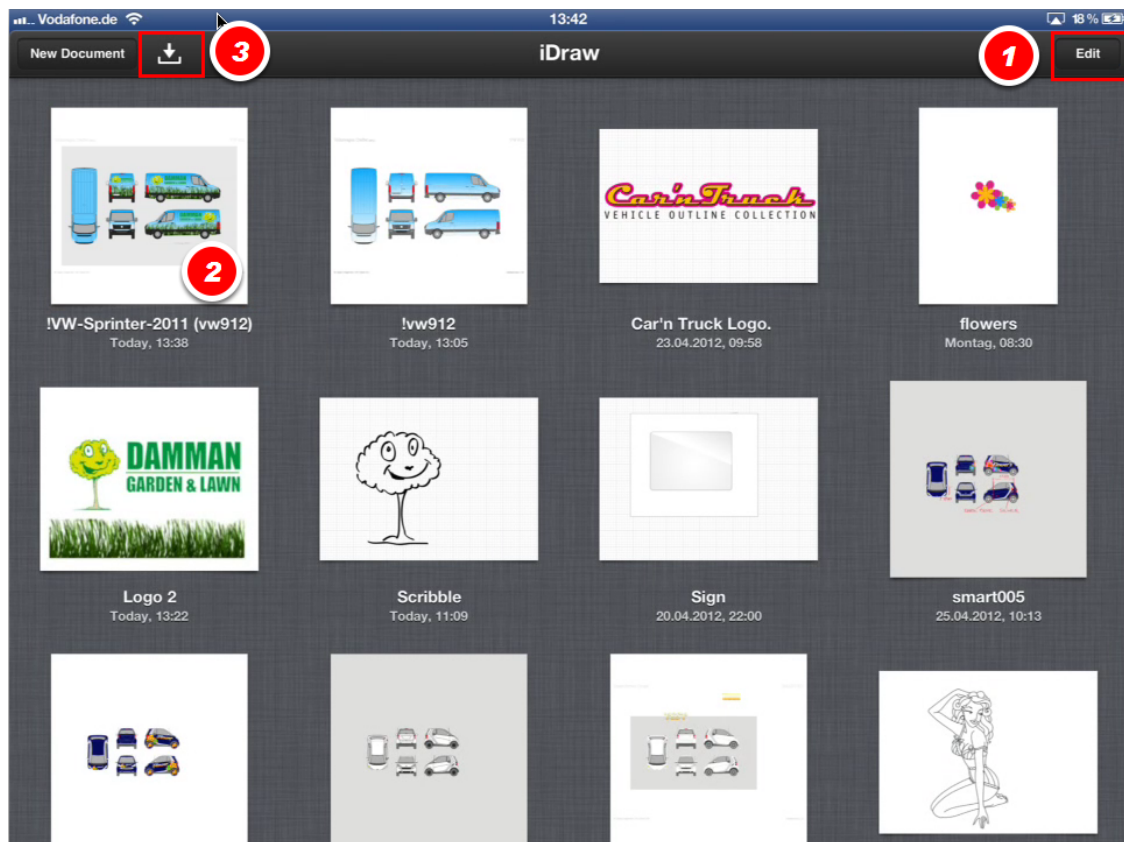 Vodafone.de
13:42
18 %
New Document
3
iDraw
1
Edit
DAMMAN
DAMMAN
2
Car'n Truck
VEHICLE OUTLINE COLLECTION
!VW-Sprinter-2011 (vw912)
Today, 13:38
!vw912
Today, 13:05
Car'n Truck Logo.
23.04.2012, 09:58
flowers
Montag, 08:30
DAMMAN
GARDEN & LAWN
Logo 2
Today, 13:22
Scribble
Today, 11:09
Sign
20.04.2012, 22:00
smart005
25.04.2012, 10:13